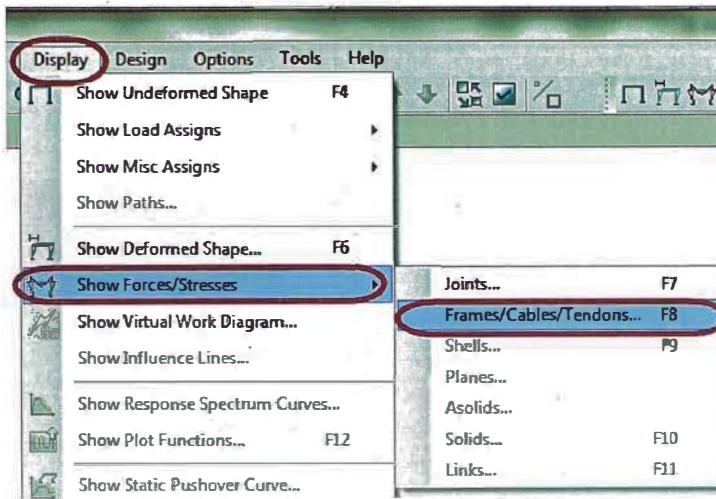 Display Design Options Tools Help
Show Undeformed Shape F4
Show Load Assigns
Show Misc Assigns
Show Paths...
Show Deformed Shape... F6
Show Forces/Stresses
Joints... F7
Show Virtual Work Diagram...
Frames/Cables/Tendons... F8
Show Influence Lines...
Shells... F9
Planes...
Show Response Spectrum Curves...
Asolids...
Show Plot Functions... F12
Solids... F10
Show Static Pushover Curve...
Links... F11